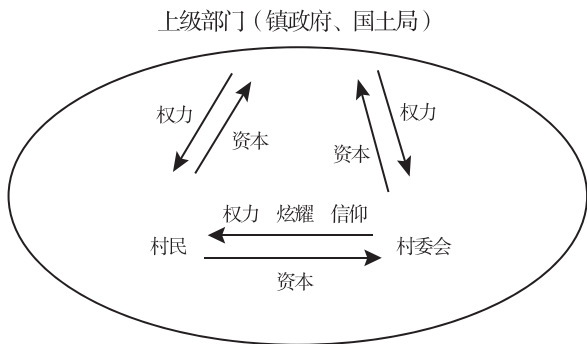 上级部门（镇政府、国土局）
权力
资本
权力
资本
权力 炫耀 信仰
村民
村委会
资本